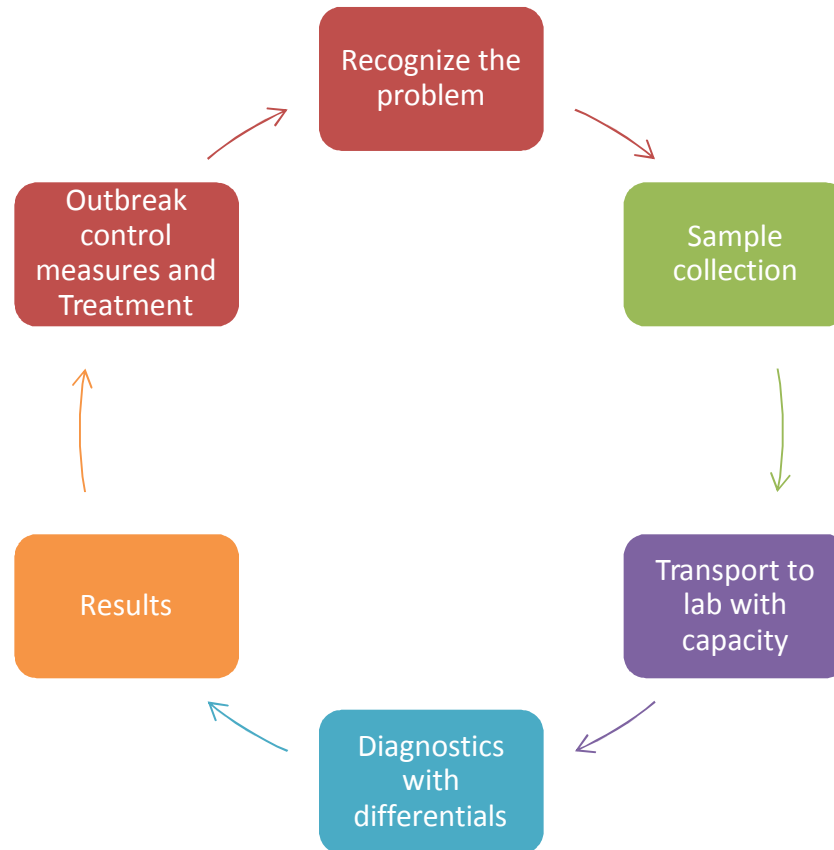 Recognize the
problem
Sample
collection
Transport to
lab with
capacity
Diagnostics
with
differentials
Results
Outbreak
control
measures and
Treatment